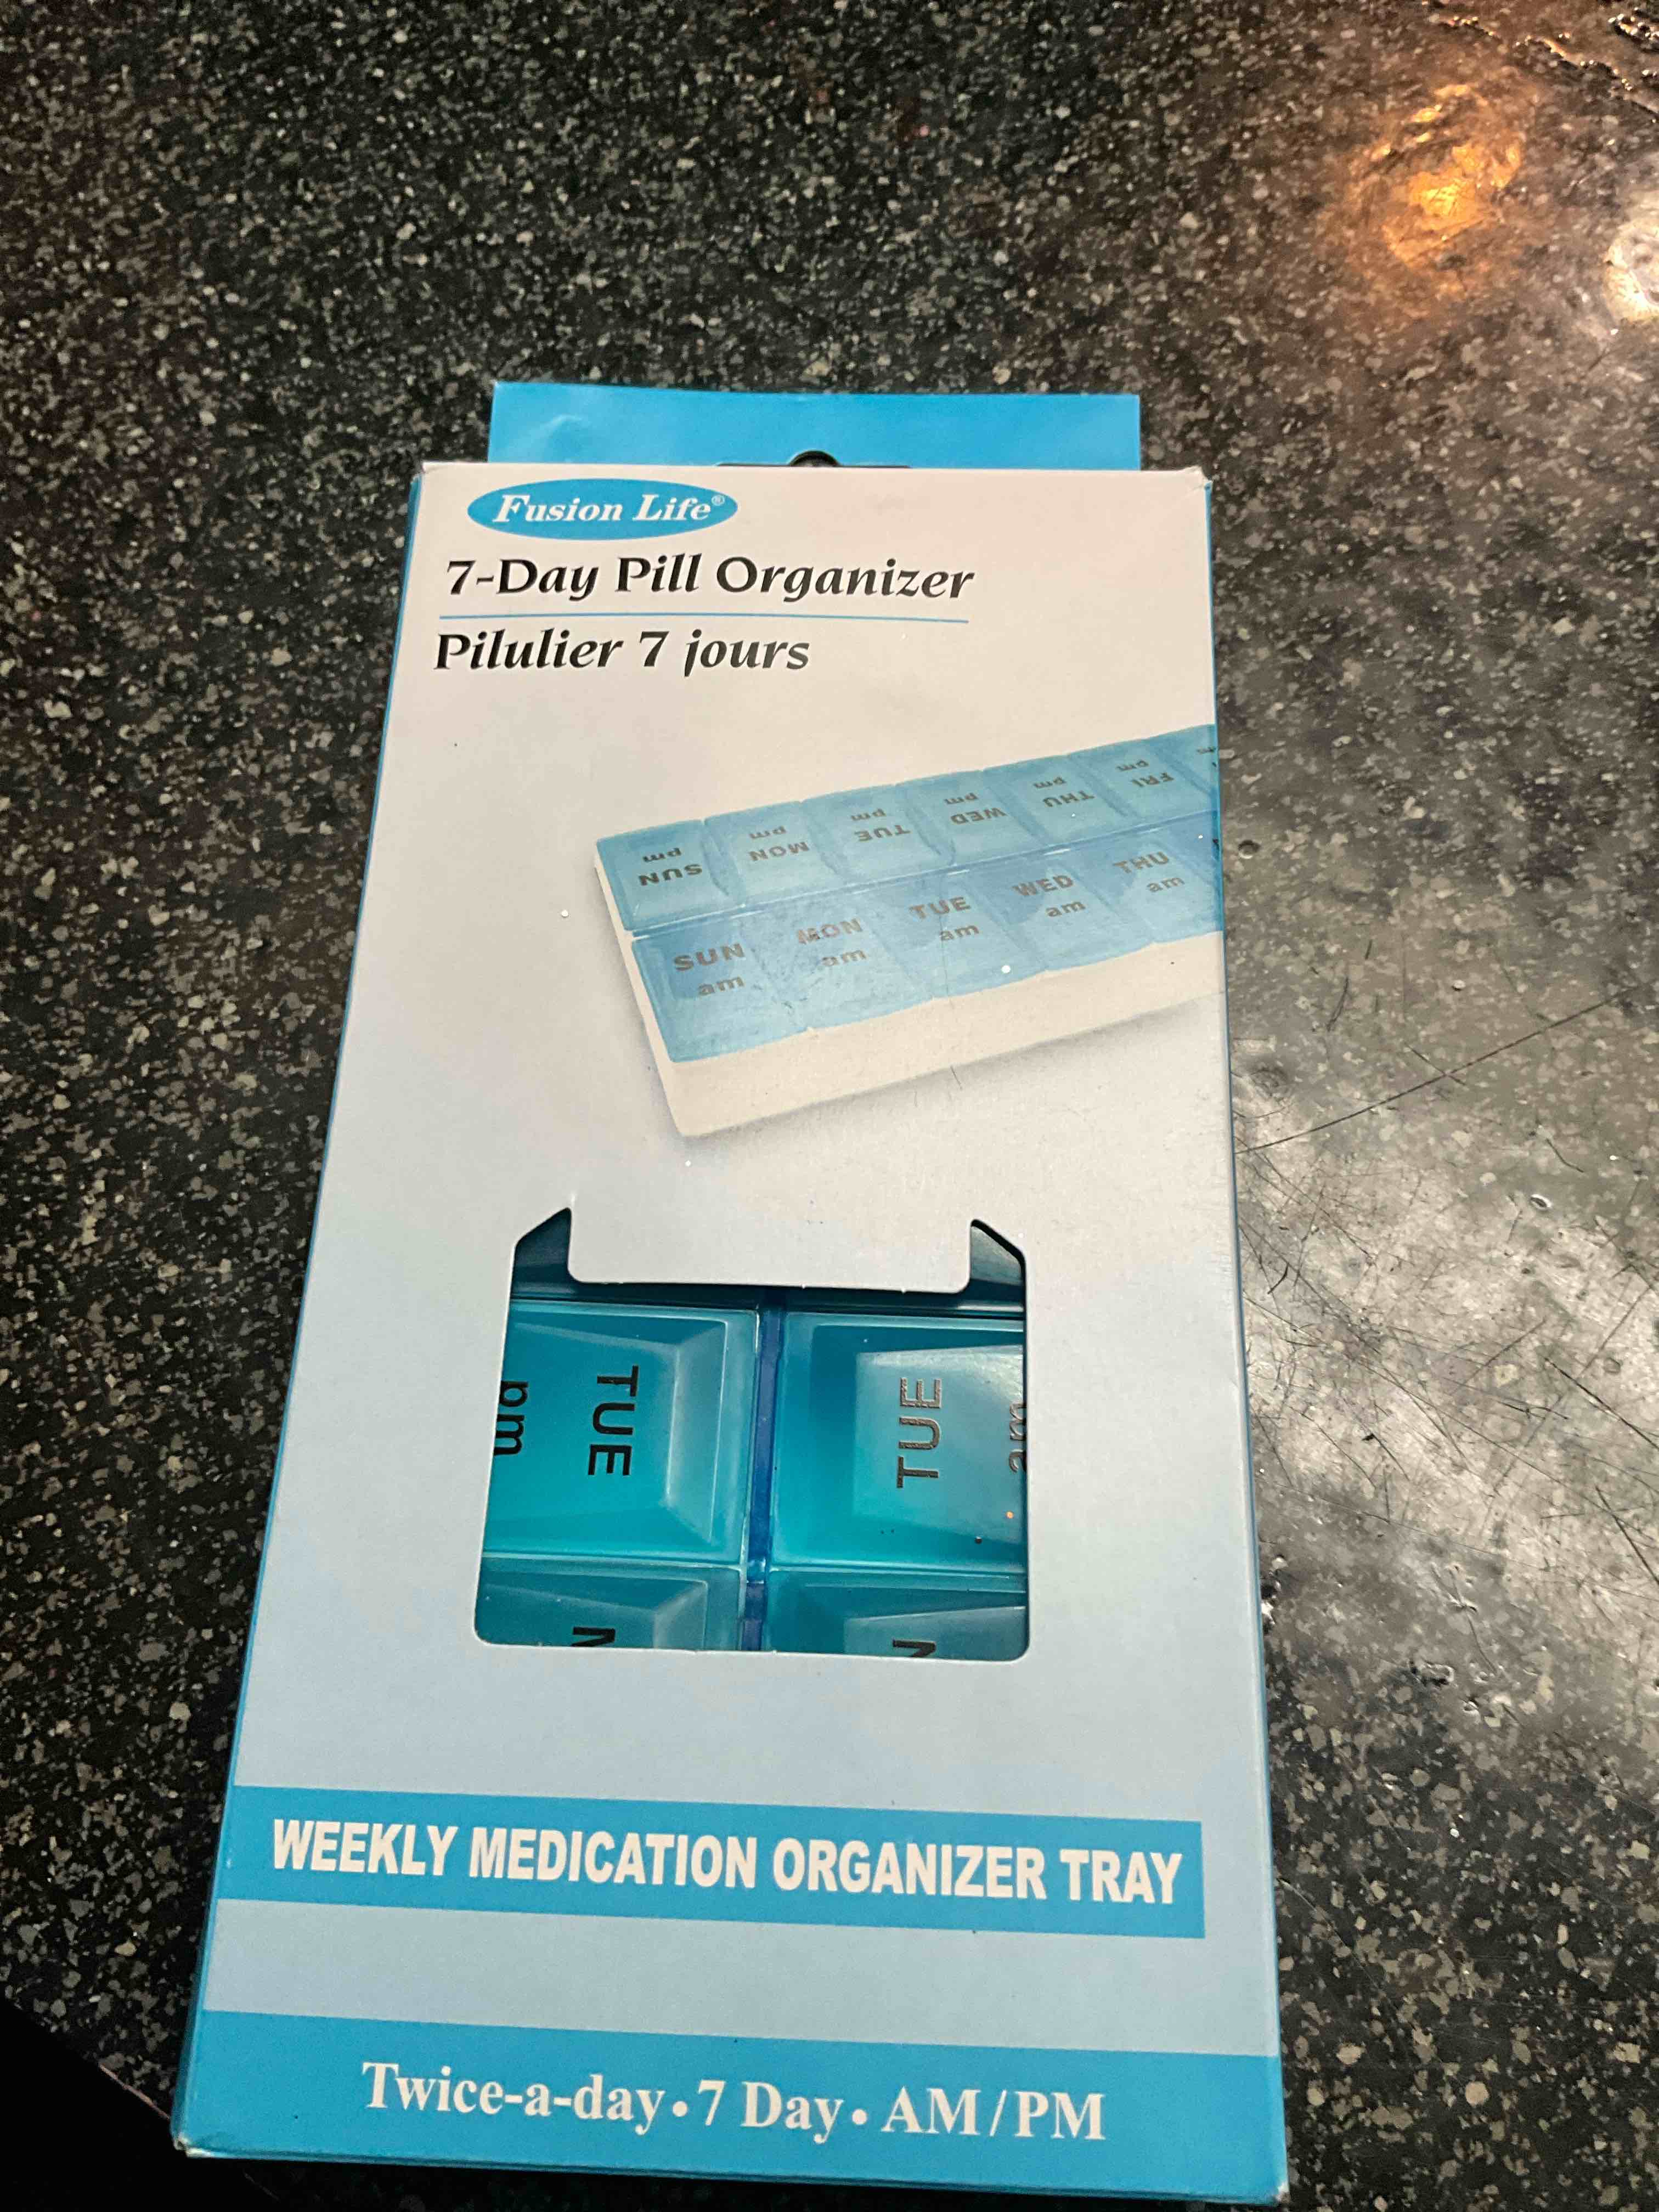 Fusion Life®
7-Day Pill Organizer
Pilulier 7 jours
pm pm pm pm pm
SUN MON TUE WED THU FRI
SUN MON TUE WED THU
am am am am am
pm TUE TUE am
N N
WEEKLY MEDICATION ORGANIZER TRAY
Twice-a-day • 7 Day • AM/PM